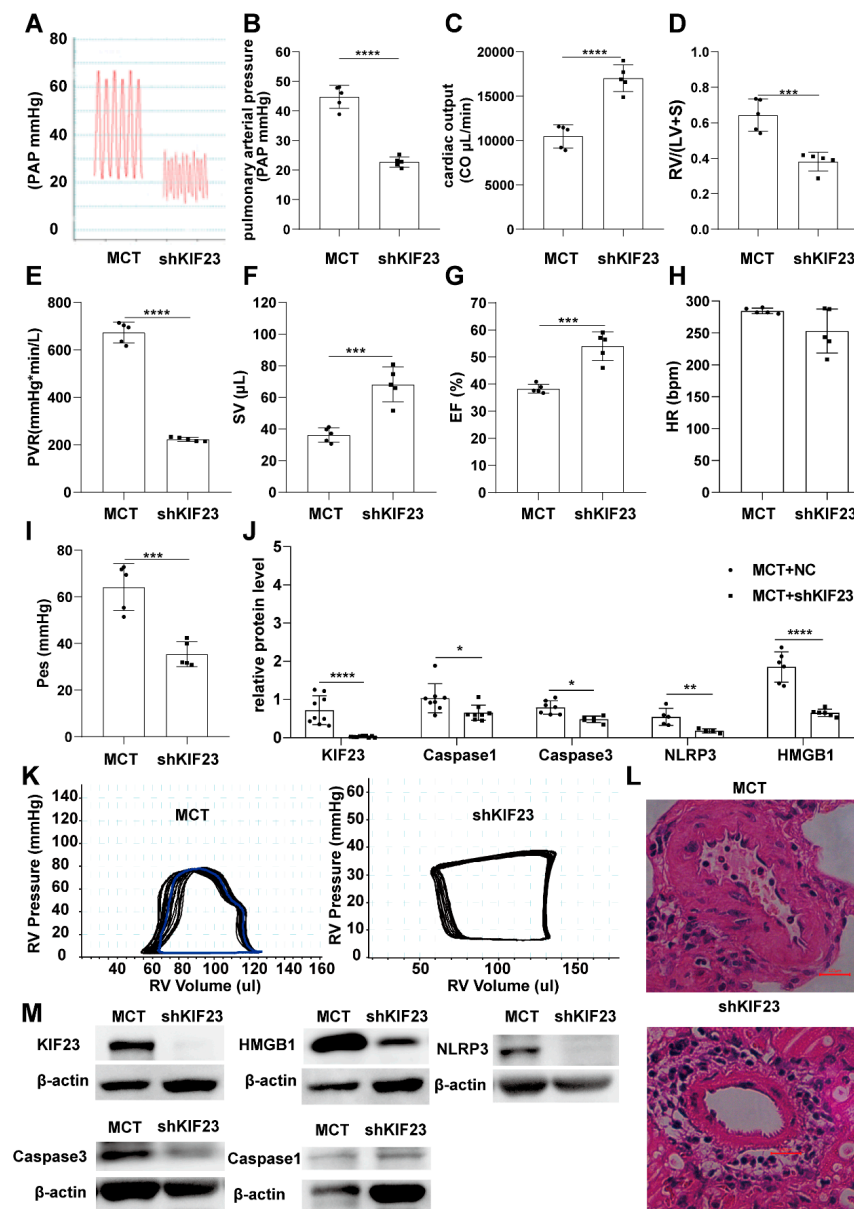 A
80
60
40
20
0
(PAP mmHg)
MCT shKIF23
B
pulmonary arterial pressure
(PAP mmHg)
60
50
40
30
20
10
0
****
MCT shKIF23
C
cardiac output
(CO µL/min)
20000
15000
10000
5000
0
****
MCT shKIF23
D
RV/(LV+S)
1.0
0.8
0.6
0.4
0.2
0.0
***
MCT shKIF23
E
PVR(mmHg*min/L)
800
600
400
200
0
****
MCT shKIF23
F
SV (µL)
120
100
80
60
40
20
0
***
MCT shKIF23
G
EF (%)
70
60
50
40
30
20
10
0
***
MCT shKIF23
H
HR (bpm)
300
250
200
150
100
50
0
MCT shKIF23
I
Pes (mmHg)
80
60
40
20
0
***
MCT shKIF23
J
relative protein level
5
4
3
2
1
0
MCT+NC
MCT+shKIF23
**** * * ** ****
KIF23 Caspase1 Caspase3 NLRP3 HMGB1
K
RV Pressure (mmHg)
140
120
100
80
60
40
20
0
MCT
40 60 80 100 120 140 160
RV Volume (ul)
RV Pressure (mmHg)
60
50
40
30
20
10
0
shKIF23
50 100 150
RV Volume (ul)
L
MCT
shKIF23
M
MCT shKIF23
KIF23
β-actin
MCT shKIF23
HMGB1
β-actin
MCT shKIF23
NLRP3
β-actin
MCT shKIF23
Caspase3
β-actin
MCT shKIF23
Caspase1
β-actin